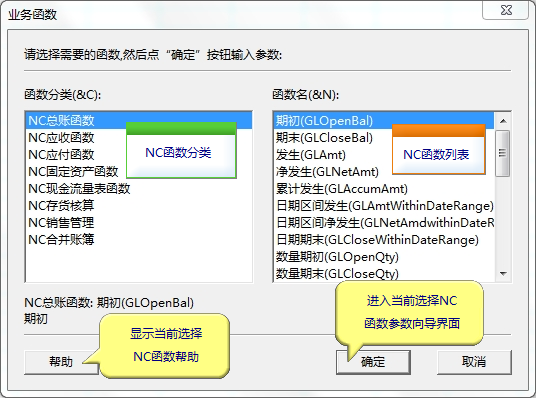 业务函数
请选择需要的函数,然后点“确定”按钮输入参数:
函数分类(&C):
NC总账函数
NC应收函数
NC应付函数
NC固定资产函数
NC现金流量表函数
NC存货核算
NC销售管理
NC合并账簿
NC函数分类
函数名(&N):
期初(GLOpenBal)
期末(GLCloseBal)
发生(GLAmt)
净发生(GLNetAmt)
累计发生(GLAccumAmt)
日期区间发生(GLAmtWithinDateRange)
日期区间净发生(GLNetAmdwithinDateR
日期期末(GLCloseWithinDateRange)
数量期初(GLOpenQty)
数量期末(GLCloseQty)
NC函数列表
NC总账函数: 期初(GLOpenBal)
期初
显示当前选择
NC函数帮助
进入当前选择NC
函数参数向导界面
帮助
确定
取消